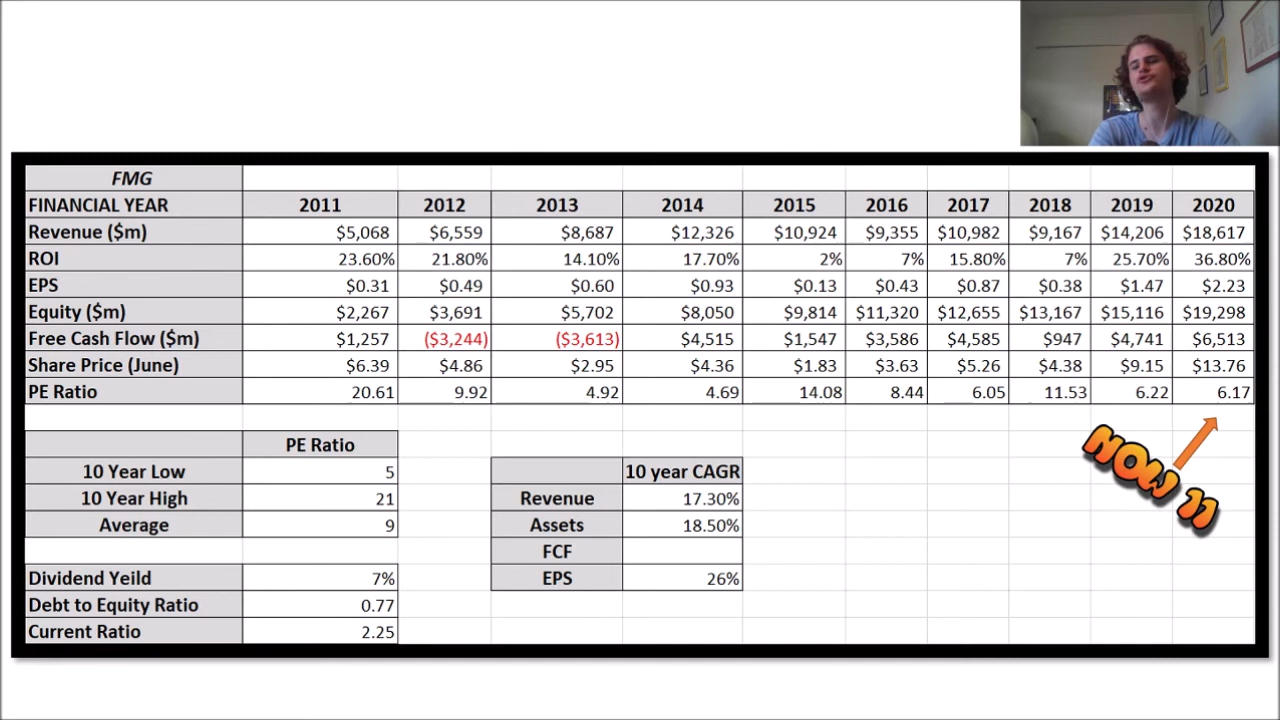 FMG
FINANCIAL YEAR 2011 2012 2013 2014 2015 2016 2017 2018 2019 2020
Revenue ($m) $5,068 $6,559 $8,687 $12,326 $10,924 $9,355 $10,982 $9,167 $14,206 $18,617
ROI 23.60% 21.80% 14.10% 17.70% 2% 7% 15.80% 7% 25.70% 36.80%
EPS $0.31 $0.49 $0.60 $0.93 $0.13 $0.43 $0.87 $0.38 $1.47 $2.23
Equity ($m) $2,267 $3,691 $5,702 $8,050 $9,814 $11,320 $12,655 $13,167 $15,116 $19,298
Free Cash Flow ($m) $1,257 ($3,244) ($3,613) $4,515 $1,547 $3,586 $4,585 $947 $4,741 $6,513
Share Price (June) $6.39 $4.86 $2.95 $4.36 $1.83 $3.63 $5.26 $4.38 $9.15 $13.76
PE Ratio 20.61 9.92 4.92 4.69 14.08 8.44 6.05 11.53 6.22 6.17
PE Ratio
10 Year Low 5
10 Year High 21
Average 9
10 year CAGR
Revenue 17.30%
Assets 18.50%
FCF
EPS 26%
NOW 11
Dividend Yeild 7%
Debt to Equity Ratio 0.77
Current Ratio 2.25